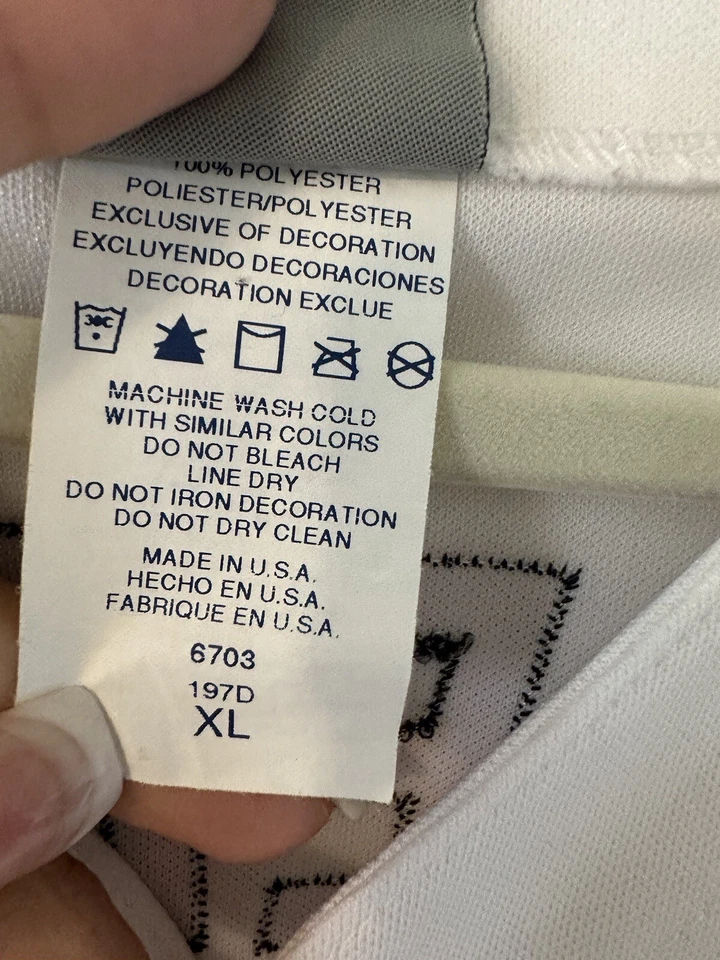 100% POLYESTER
POLIESTER/POLYESTER
EXCLUSIVE OF DECORATION
EXCLUYENDO DECORACIONES
DECORATION EXCLUE
30C
MACHINE WASH COLD
WITH SIMILAR COLORS
DO NOT BLEACH
LINE DRY
DO NOT IRON DECORATION
DO NOT DRY CLEAN
MADE IN U.S.A.
HECHO EN U.S.A.
FABRIQUE EN U.S.A.
6703
197D
XL